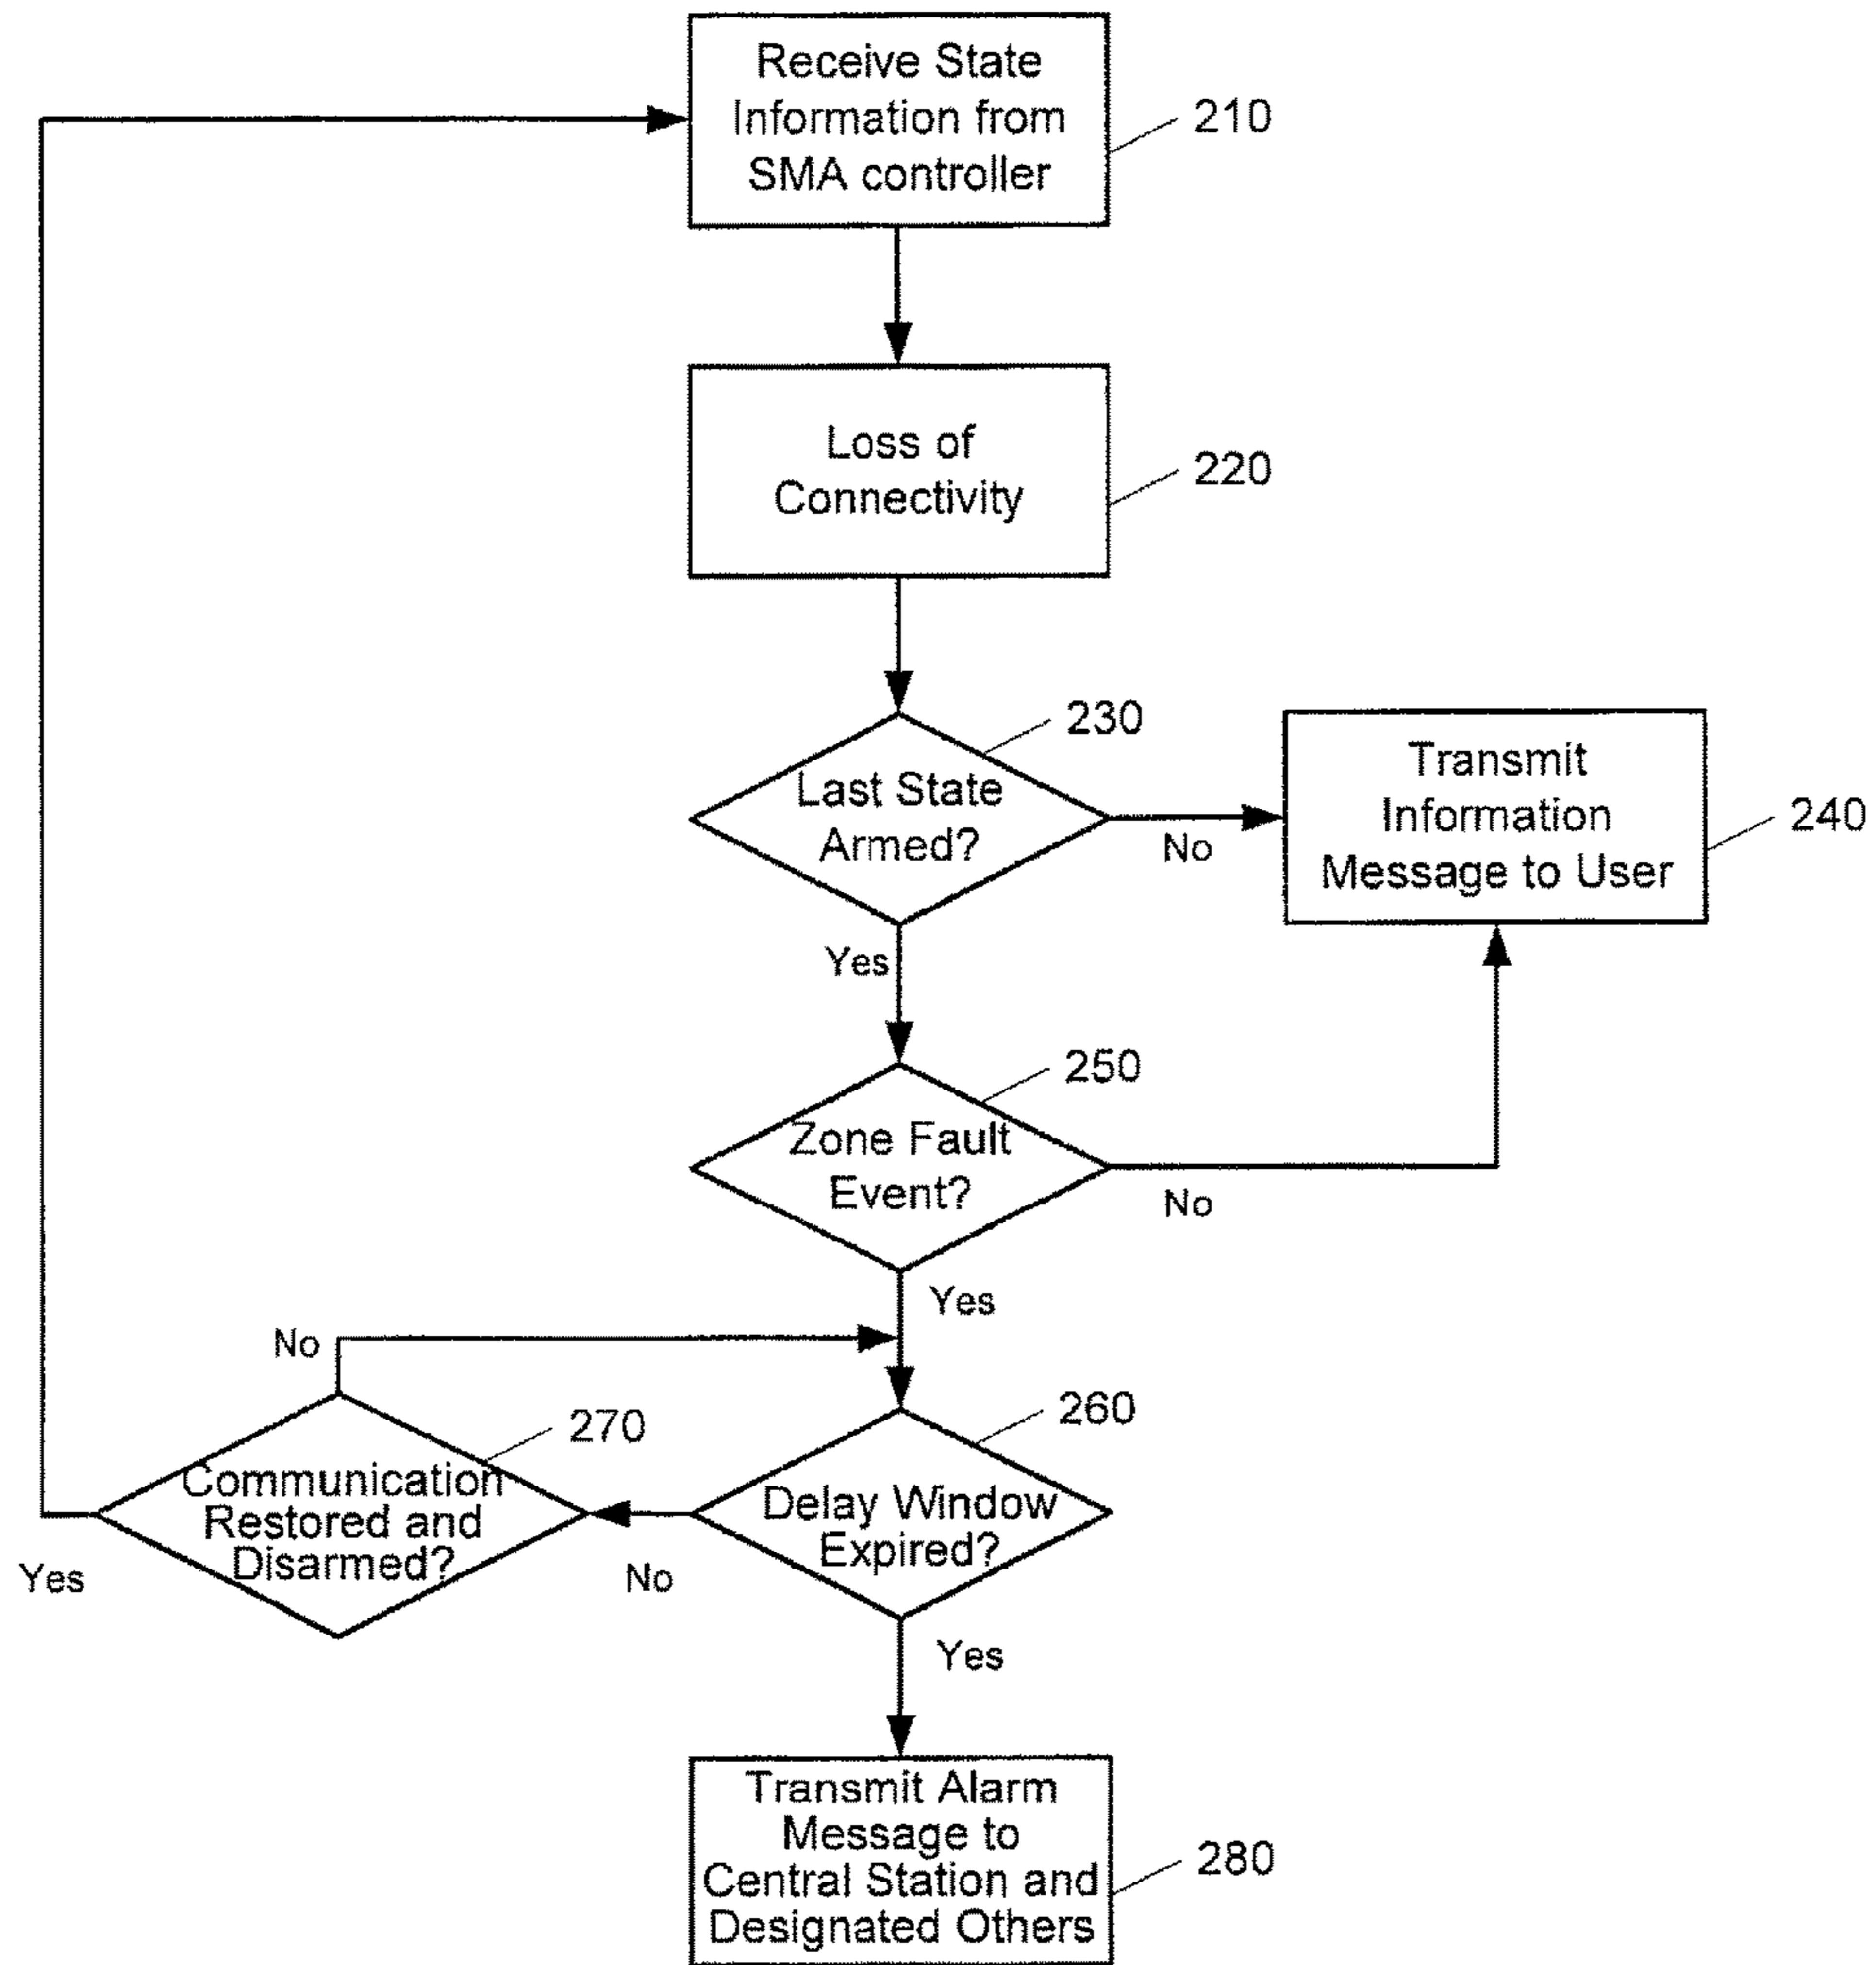 Receive State
Information from
SMA controller
210
Loss of
Connectivity
220
230
Last State
Armed?
No
Yes
Transmit
Information
Message to User
240
250
Zone Fault
Event?
No
Yes
No
260
Delay Window
Expired?
No
Yes
270
Communication
Restored and
Disarmed?
Yes
Transmit Alarm
Message to
Central Station and
Designated Others
280